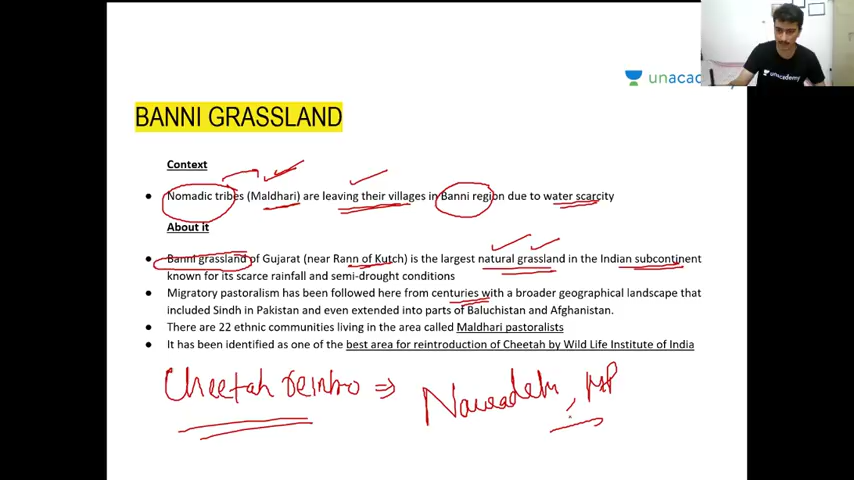 unacademy
unacademy
BANNI GRASSLAND
Context
● Nomadic tribes (Maldhari) are leaving their villages in Banni region due to water scarcity
About it
● Banni grassland of Gujarat (near Rann of Kutch) is the largest natural grassland in the Indian subcontinent
known for its scarce rainfall and semi-drought conditions
● Migratory pastoralism has been followed here from centuries with a broader geographical landscape that
included Sindh in Pakistan and even extended into parts of Baluchistan and Afghanistan.
● There are 22 ethnic communities living in the area called Maldhari pastoralists
● It has been identified as one of the best area for reintroduction of Cheetah by Wild Life Institute of India
Cheetah reintro ⇒ Nauradehi, MP